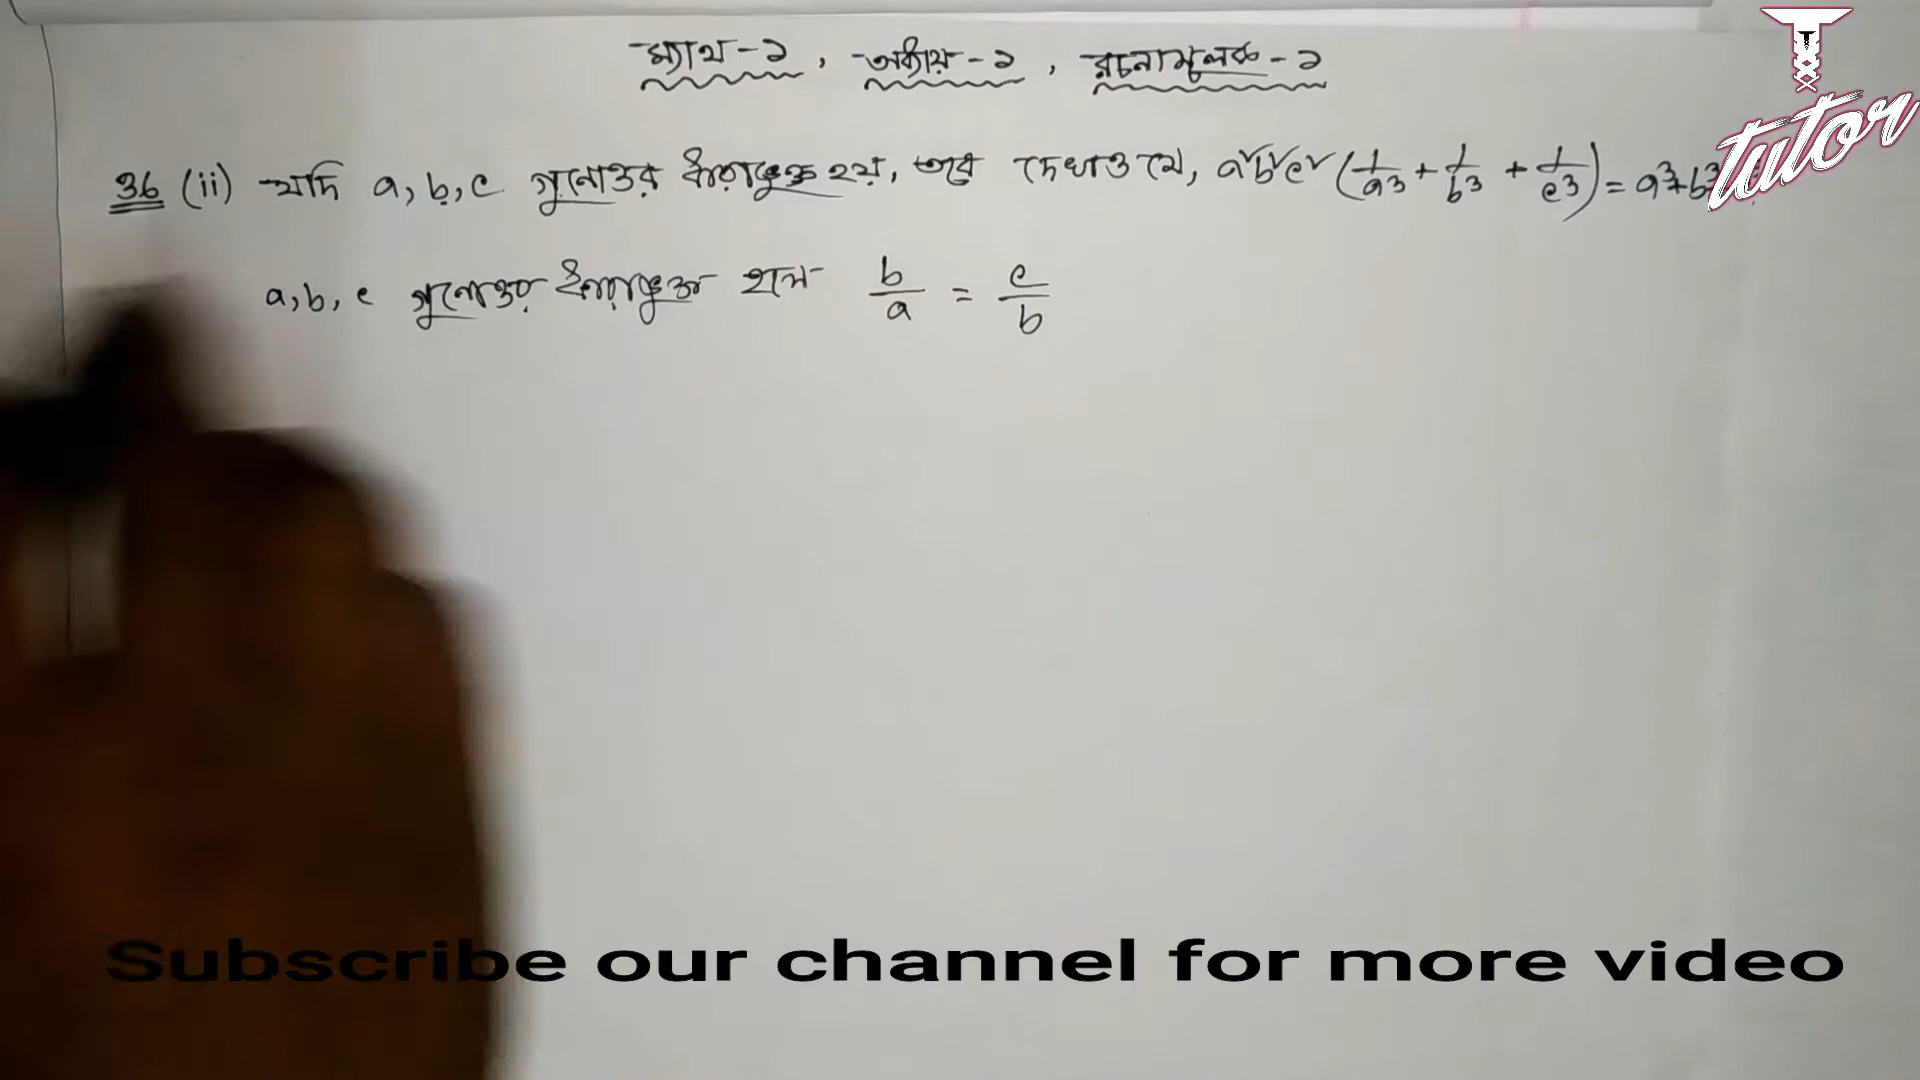 ম্যাথ-১, অধ্যায়-১, রচনামূলক-১
36 (ii) যদি a, b, c গুনোত্তর ধারাভুক্ত হয়, তবে দেখাও যে, a²b²c² (1/a³ + 1/b³ + 1/c³) = a³+b³
a, b, c গুনোত্তর ধারাভুক্ত হলে b/a = c/b
T
tutor
Subscribe our channel for more video